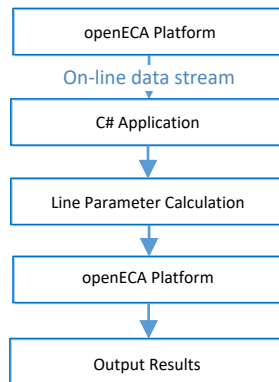 openECA Platform
On-line data stream
C# Application
Line Parameter Calculation
openECA Platform
Output Results